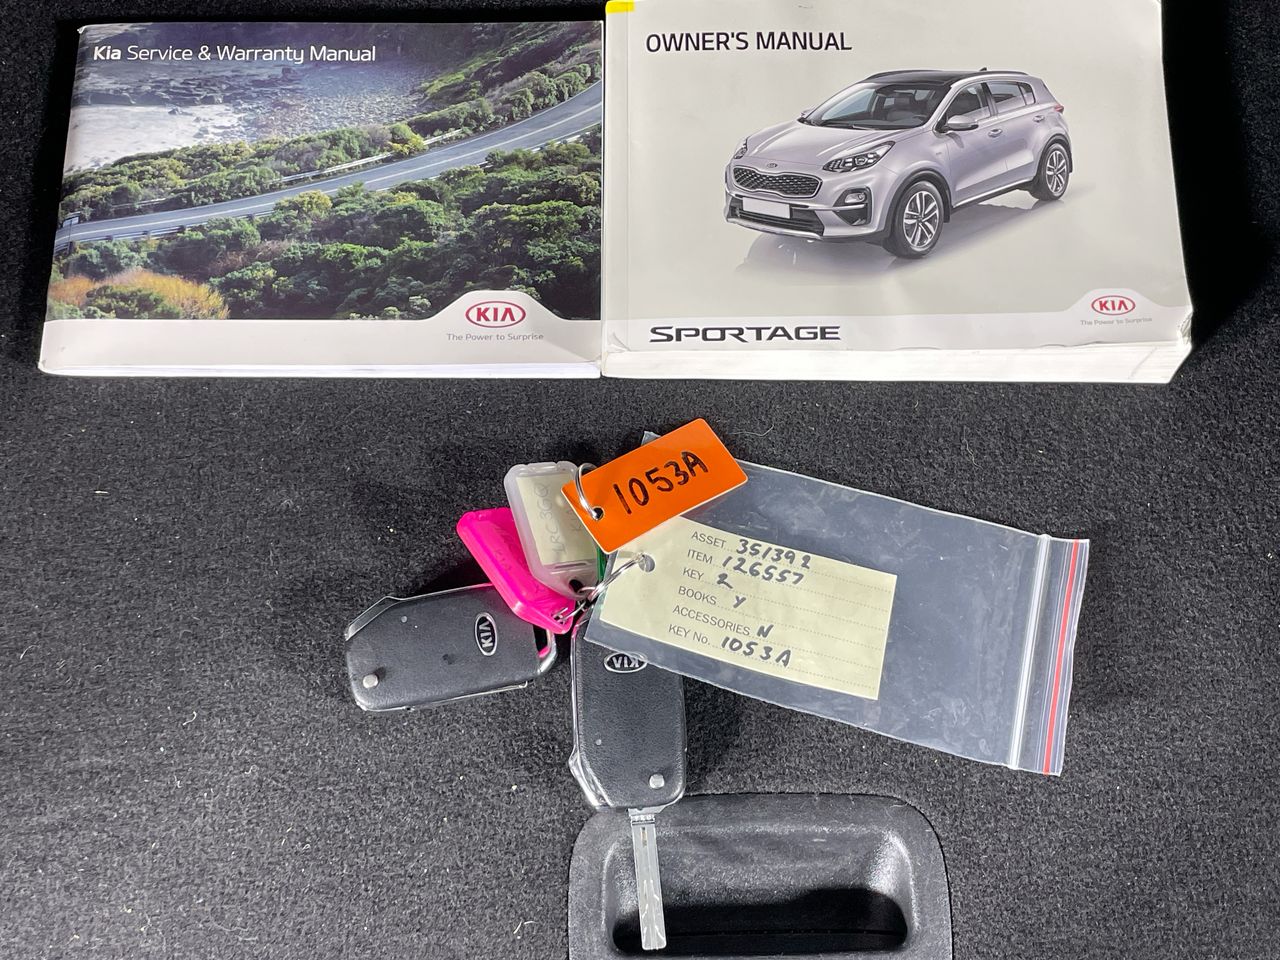 Kia Service & Warranty Manual
KIA
The Power to Surprise
OWNER'S MANUAL
SPORTAGE
KIA
The Power to Surprise
1053A
ASSET 351392
ITEM 126557
KEY 2
BOOKS Y
ACCESSORIES N
KEY No. 1053A
KIA
KIA